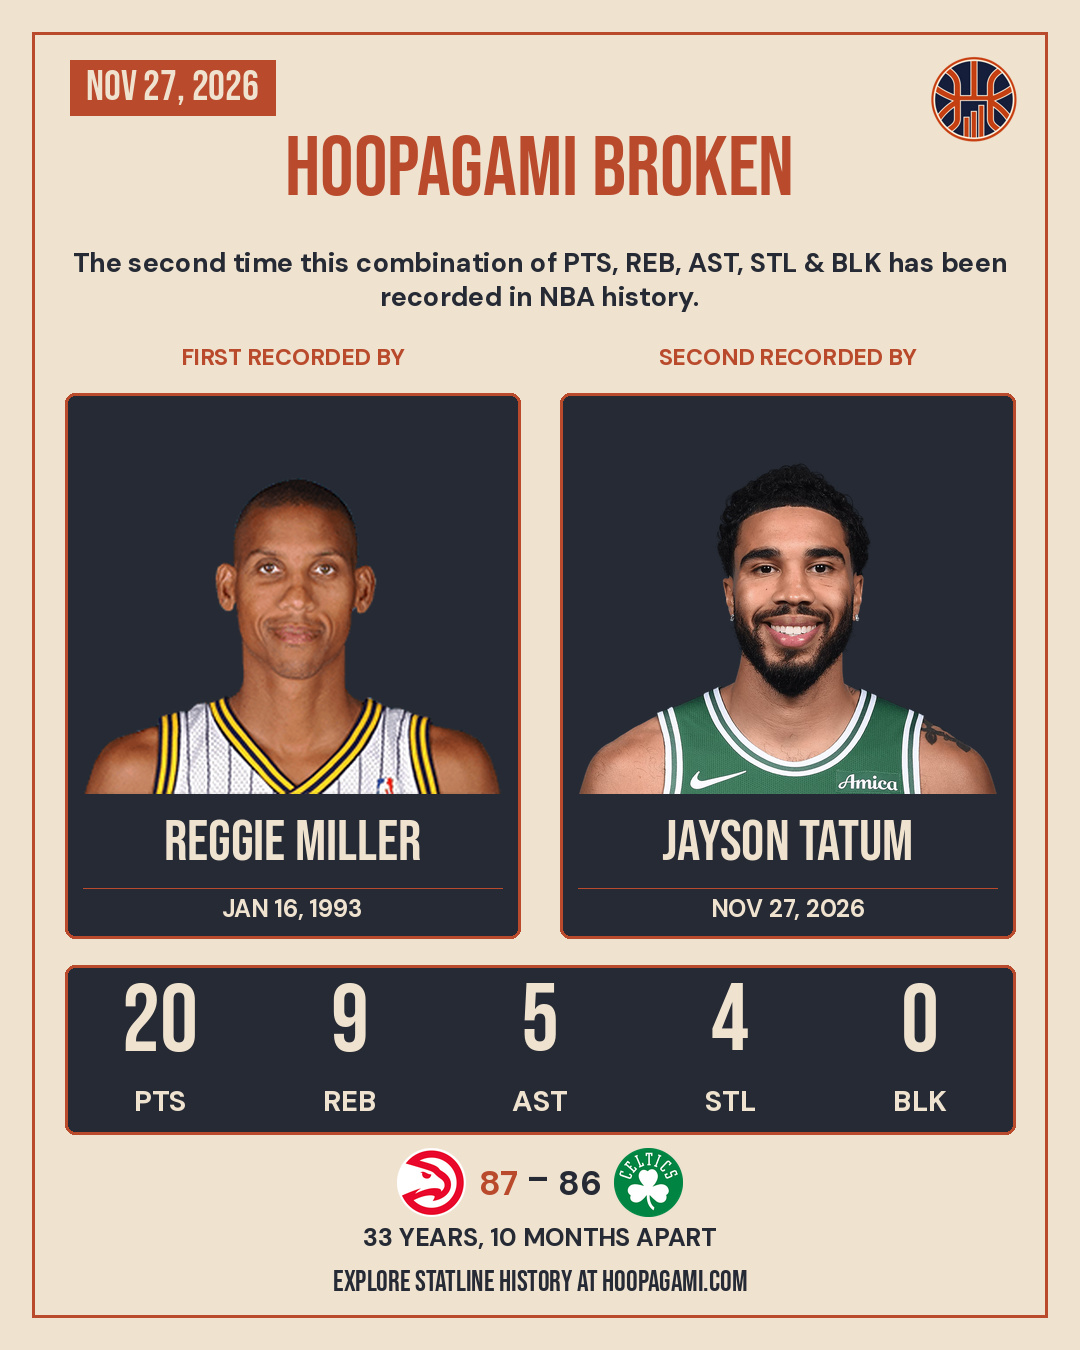 NOV 27, 2026
HOOPAGAMI BROKEN
The second time this combination of PTS, REB, AST, STL & BLK has been
recorded in NBA history.
FIRST RECORDED BY
SECOND RECORDED BY
Amica
REGGIE MILLER
JAN 16, 1993
JAYSON TATUM
NOV 27, 2026
20 9 5 4 0
PTS REB AST STL BLK
87 – 86
CELTICS
33 YEARS, 10 MONTHS APART
EXPLORE STATLINE HISTORY AT HOOPAGAMI.COM